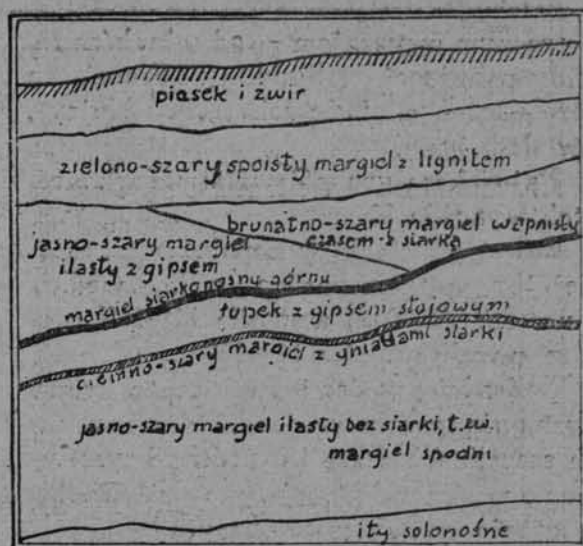 piasek i żwir
zielono-szary spoisty margiel z lignitem
brunatno-szary margiel wapnisty
czasem z siarką
jasno-szary margiel
ilasty z gipsem
margiel siarkonośny górny
łupek z gipsem słojowym
ciemno-szary margiel z gniazdami siarki
jasno-szary margiel ilasty bez siarki, t.zw.
margiel spodni
iły solonośne